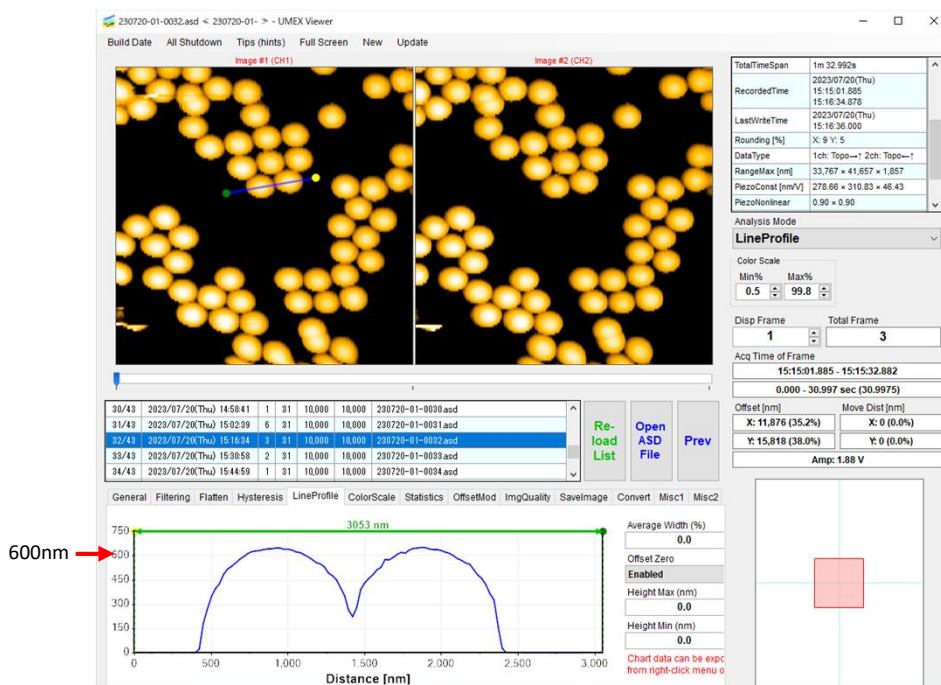 230720-01-0032.asd < 230720-01- > - UMEX Viewer
Build Date All Shutdown Tips (hints) Full Screen New Update
Image #1 (CH1) Image #2 (CH2)
TotalTimeSpan 1m 32.992s
RecordedTime 2023/07/20(Thu)
15:15:01.885
15:16:34.878
LastWriteTime 2023/07/20(Thu)
15:16:36.000
Rounding [%] X: 9 Y: 5
DataType 1ch: Topo→↑ 2ch: Topo←↑
RangeMax [nm] 33,767 × 41,657 × 1,857
PiezoConst [nm/V] 278.66 × 310.83 × 46.43
PiezoNonlinear 0.90 × 0.90
Analysis Mode
LineProfile
Color Scale
Min% Max%
0.5 99.8
Disp Frame Total Frame
1 3
Acq Time of Frame
15:15:01.885 - 15:15:32.882
0.000 - 30.997 sec (30.9975)
Offset [nm] Move Dist [nm]
X: 11,876 (35.2%) X: 0 (0.0%)
Y: 15,818 (38.0%) Y: 0 (0.0%)
Amp: 1.88 V
30/43 2023/07/20(Thu) 14:58:41 1 31 10,000 10,000 230720-01-0030.asd
31/43 2023/07/20(Thu) 15:02:39 6 31 10,000 10,000 230720-01-0031.asd
32/43 2023/07/20(Thu) 15:16:34 3 31 10,000 10,000 230720-01-0032.asd
33/43 2023/07/20(Thu) 15:30:58 2 31 10,000 10,000 230720-01-0033.asd
34/43 2023/07/20(Thu) 15:44:59 1 31 10,000 10,000 230720-01-0034.asd
Re-
load
List
Open
ASD
File
Prev
General Filtering Flatten Hysteresis LineProfile ColorScale Statistics OffsetMod ImgQuality SaveImage Convert Misc1 Misc2
3053 nm
750
600nm
600
450
300
150
0
0 500 1,000 1,500 2,000 2,500 3,000
Distance [nm]
Average Width (%)
0.0
Offset Zero
Enabled
Height Max (nm)
0.0
Height Min (nm)
0.0
Chart data can be expo
from right-click menu o